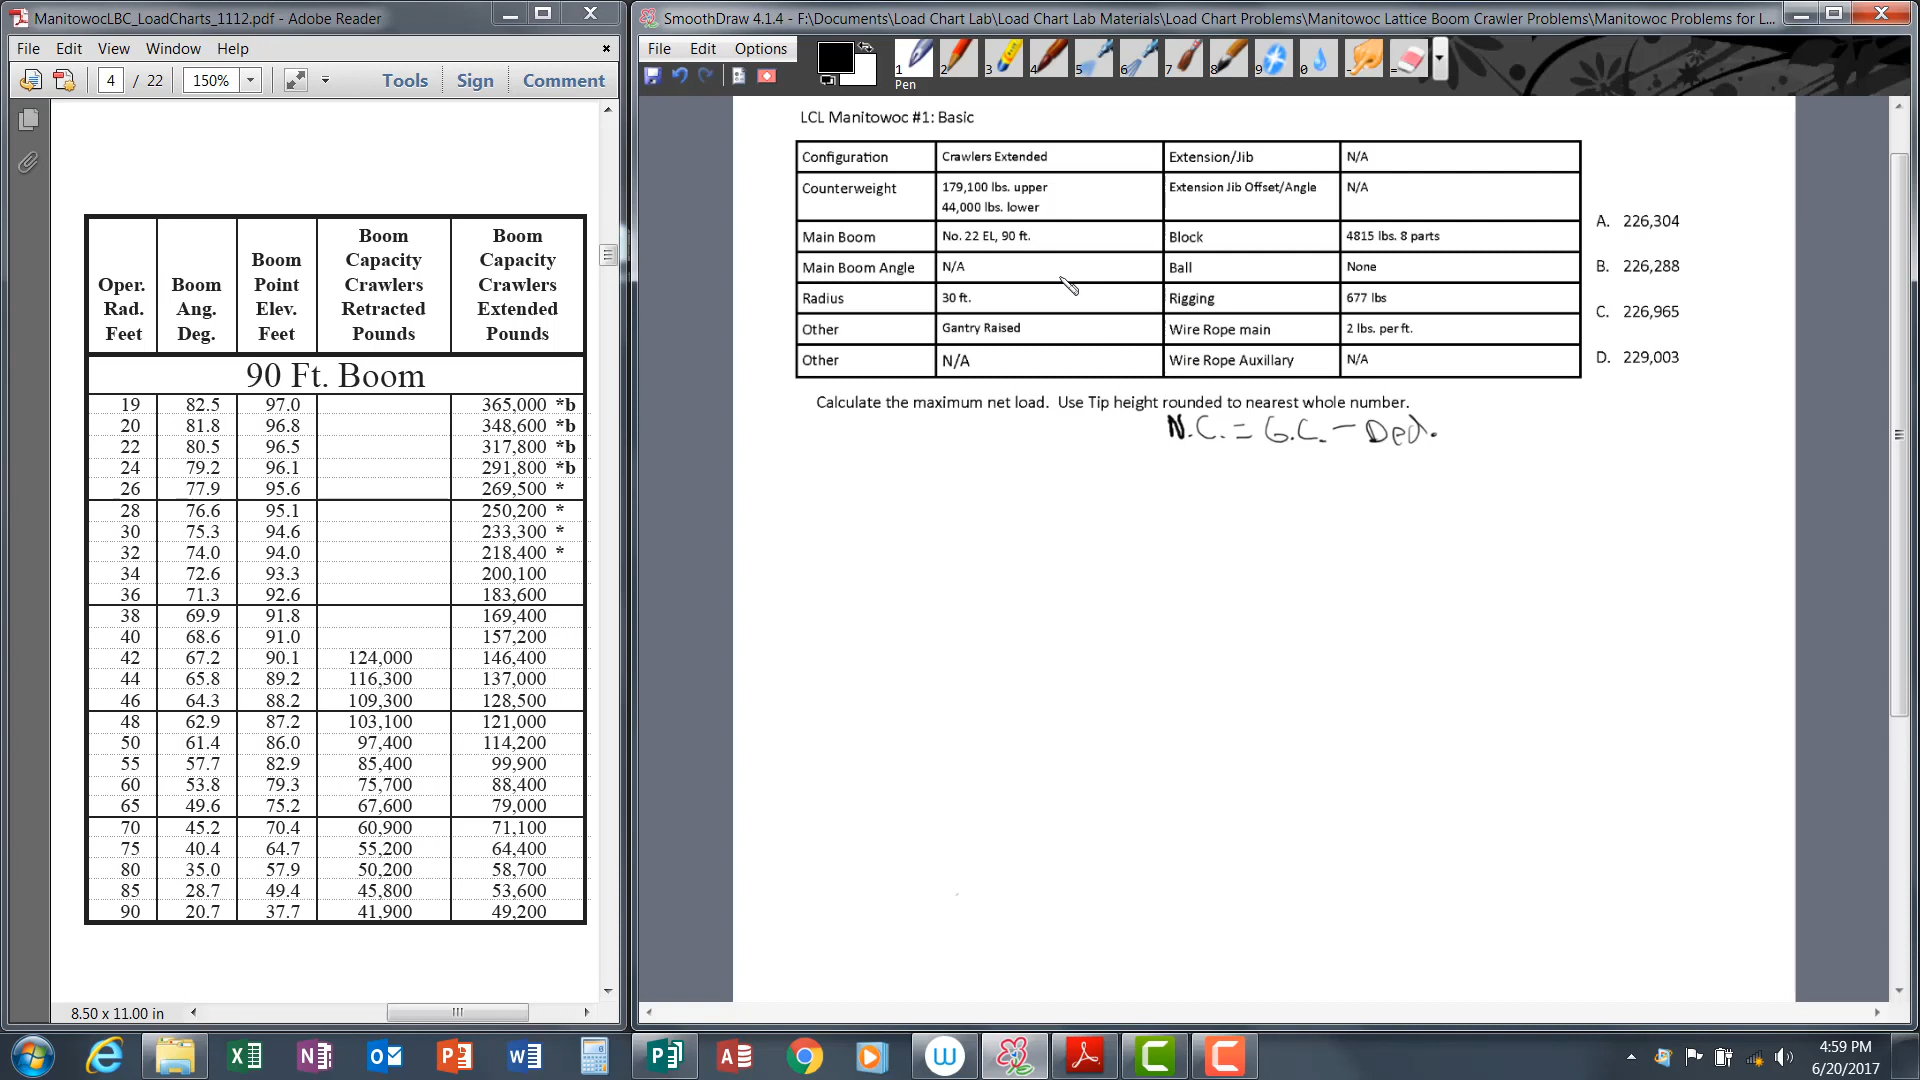 ManitowocLBC_LoadCharts_1112.pdf - Adobe Reader
File Edit View Window Help
4 / 22 150% Tools Sign Comment
Oper. Rad. Feet
Boom Ang. Deg.
Boom Point Elev. Feet
Boom Capacity Crawlers Retracted Pounds
Boom Capacity Crawlers Extended Pounds
90 Ft. Boom
19 82.5 97.0 365,000 *b
20 81.8 96.8 348,600 *b
22 80.5 96.5 317,800 *b
24 79.2 96.1 291,800 *b
26 77.9 95.6 269,500 *
28 76.6 95.1 250,200 *
30 75.3 94.6 233,300 *
32 74.0 94.0 218,400 *
34 72.6 93.3 200,100
36 71.3 92.6 183,600
38 69.9 91.8 169,400
40 68.6 91.0 157,200
42 67.2 90.1 124,000 146,400
44 65.8 89.2 116,300 137,000
46 64.3 88.2 109,300 128,500
48 62.9 87.2 103,100 121,000
50 61.4 86.0 97,400 114,200
55 57.7 82.9 85,400 99,900
60 53.8 79.3 75,700 88,400
65 49.6 75.2 67,600 79,000
70 45.2 70.4 60,900 71,100
75 40.4 64.7 55,200 64,400
80 35.0 57.9 50,200 58,700
85 28.7 49.4 45,800 53,600
90 20.7 37.7 41,900 49,200
8.50 x 11.00 in
SmoothDraw 4.1.4 - F:\Documents\Load Chart Lab\Load Chart Lab Materials\Load Chart Problems\Manitowoc Lattice Boom Crawler Problems\Manitowoc Problems for L...
File Edit Options
1 2 3 4 5 6 7 8 9 0 - =
Pen
LCL Manitowoc #1: Basic
Configuration Crawlers Extended Extension/Jib N/A
Counterweight 179,100 lbs. upper Extension Jib Offset/Angle N/A
44,000 lbs. lower
Main Boom No. 22 EL, 90 ft. Block 4815 lbs. 8 parts
Main Boom Angle N/A Ball None
Radius 30 ft. Rigging 677 lbs
Other Gantry Raised Wire Rope main 2 lbs. per ft.
Other N/A Wire Rope Auxillary N/A
A. 226,304
B. 226,288
C. 226,965
D. 229,003
Calculate the maximum net load. Use Tip height rounded to nearest whole number.
N.C. = G.C. - Ded.
4:59 PM
6/20/2017